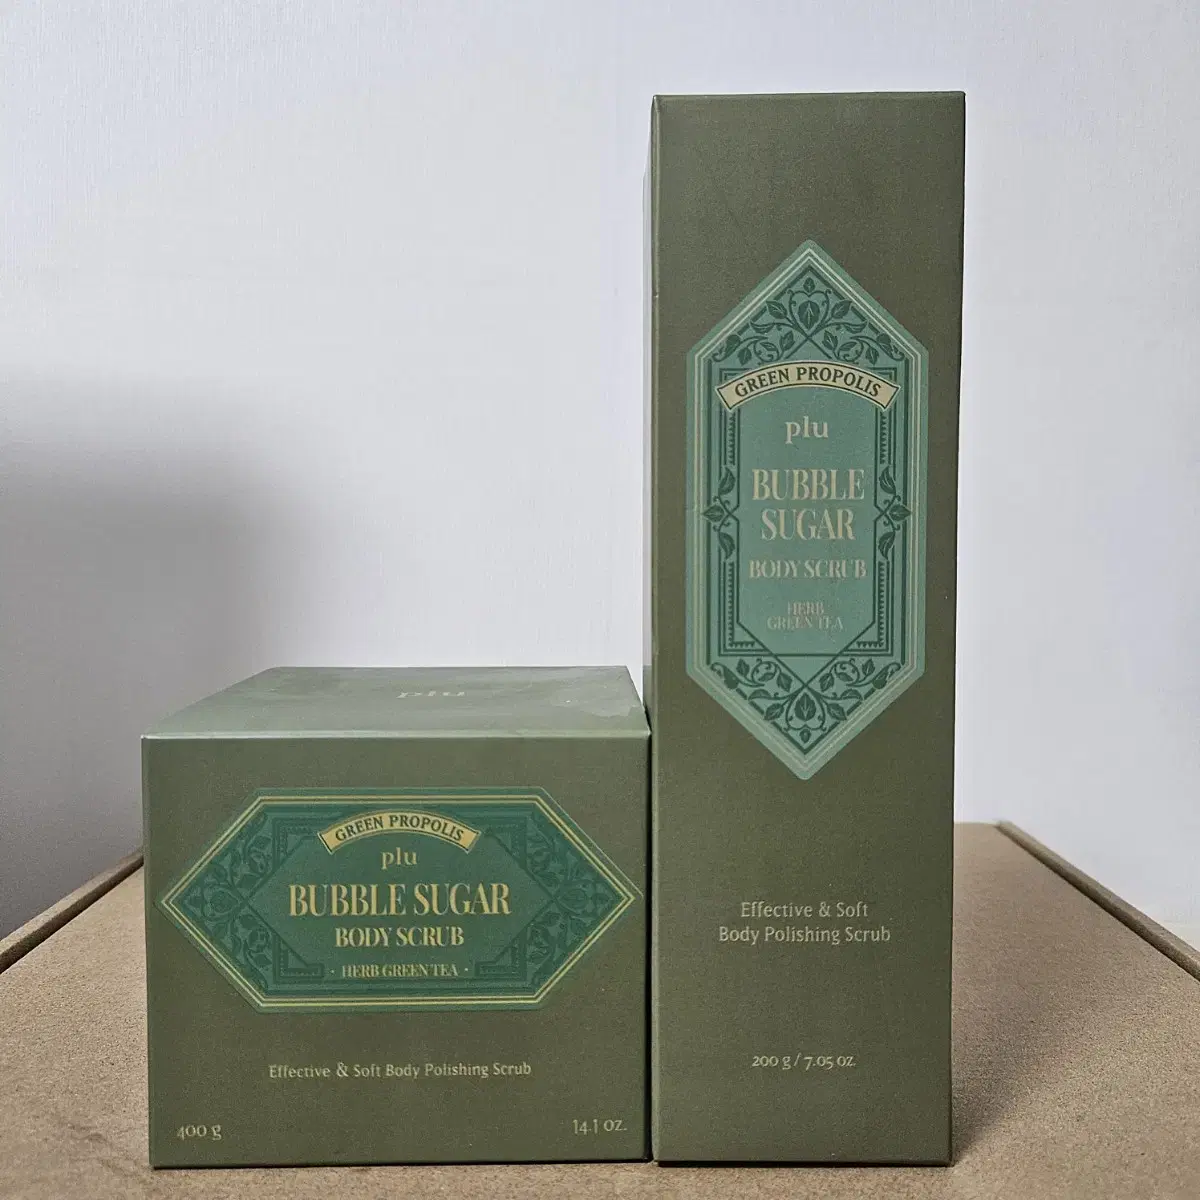 plu
GREEN PROPOLIS
plu
BUBBLE SUGAR
BODY SCRUB
· HERB GREEN TEA ·
Effective & Soft Body Polishing Scrub
400 g
14.1 oz.
GREEN PROPOLIS
plu
BUBBLE
SUGAR
BODY SCRUB
HERB
GREEN TEA
Effective & Soft
Body Polishing Scrub
200 g / 7.05 oz.